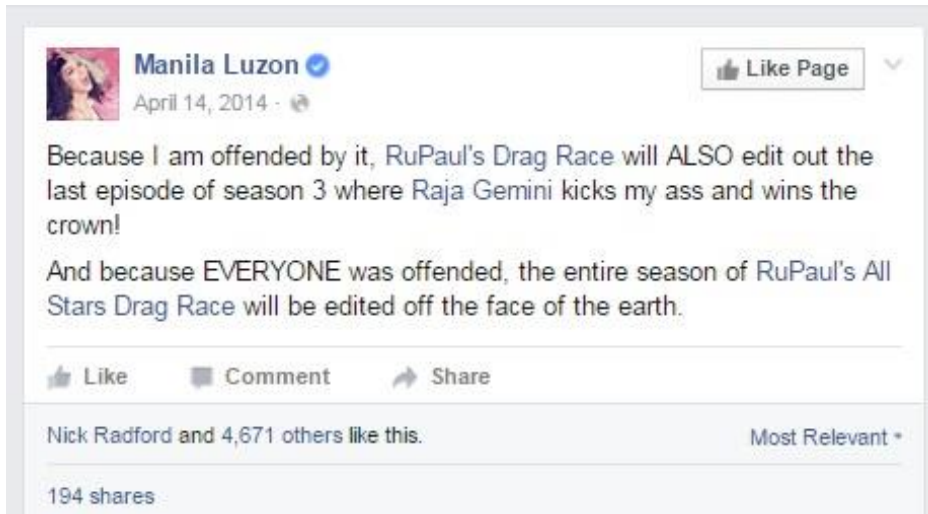 Manila Luzon
Like Page
April 14, 2014 ·
Because I am offended by it, RuPaul's Drag Race will ALSO edit out the
last episode of season 3 where Raja Gemini kicks my ass and wins the
crown!
And because EVERYONE was offended, the entire season of RuPaul's All
Stars Drag Race will be edited off the face of the earth.
Like Comment Share
Nick Radford and 4,671 others like this.
Most Relevant
194 shares